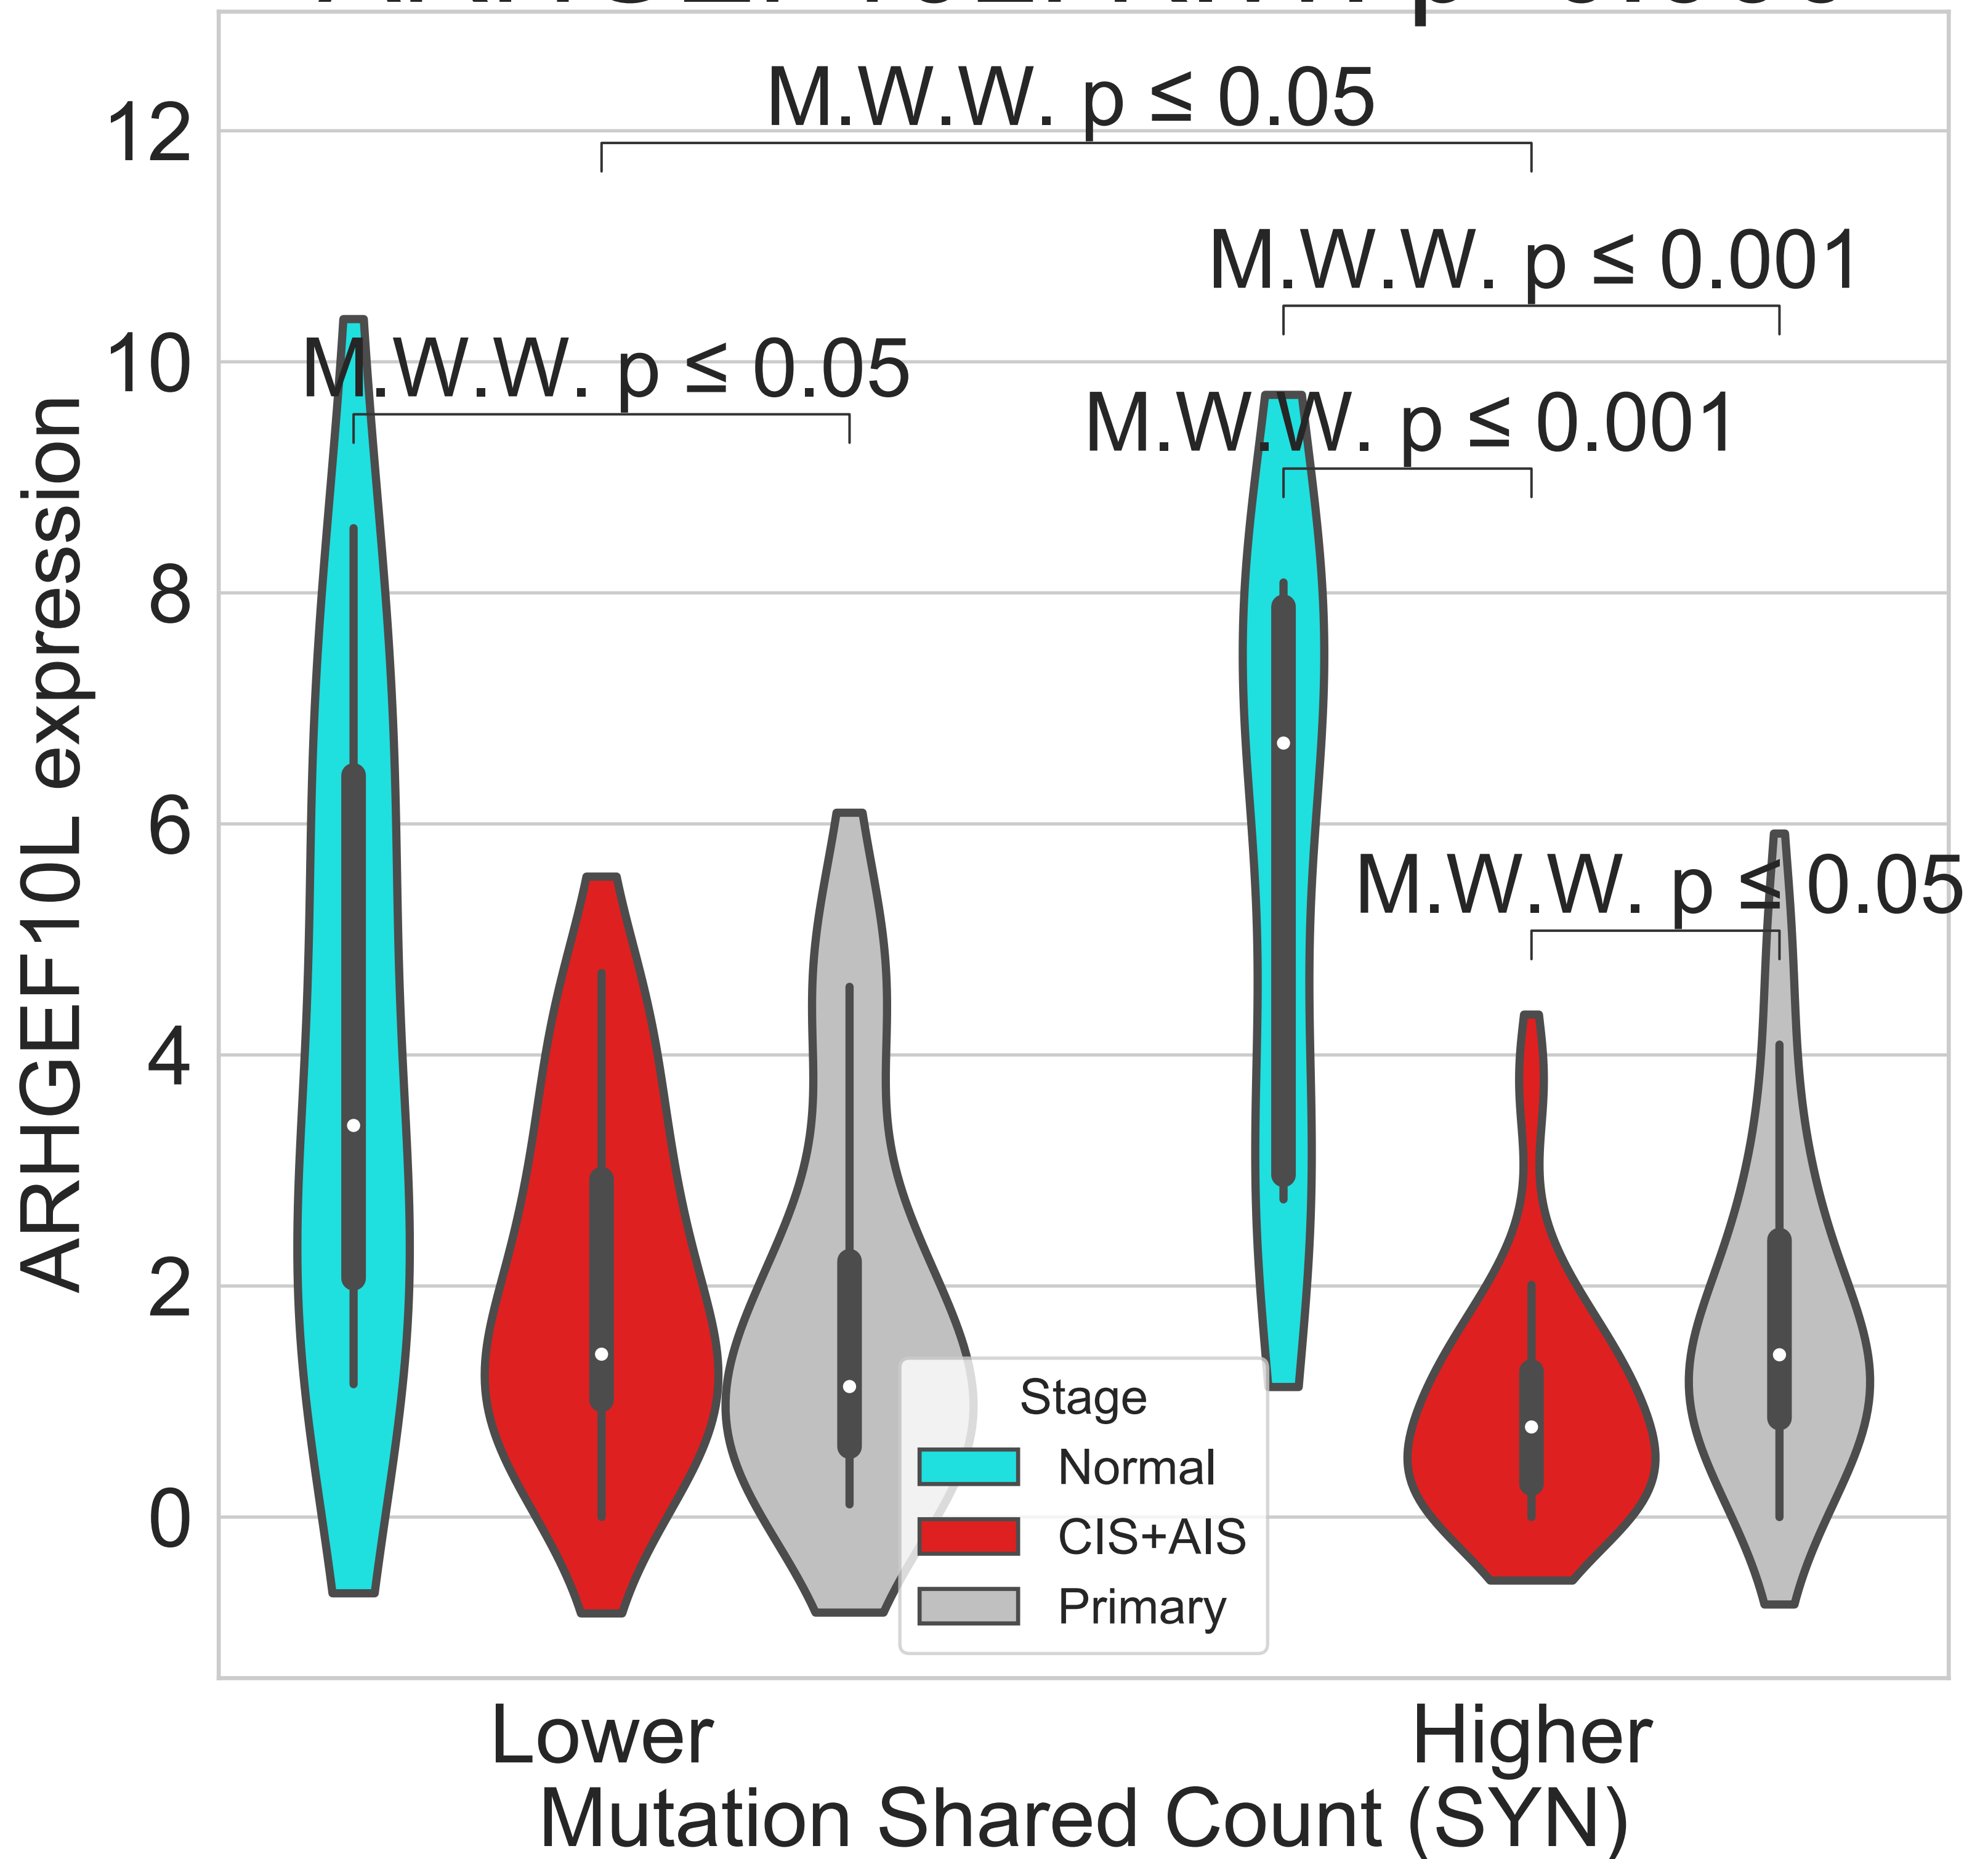 M.W.W. p ≤ 0.05
M.W.W. p ≤ 0.001
M.W.W. p ≤ 0.05
M.W.W. p ≤ 0.001
M.W.W. p ≤ 0.05
12
10
8
6
4
2
0
ARHGEF10L expression
Stage
Normal
CIS+AIS
Primary
Lower
Higher
Mutation Shared Count (SYN)